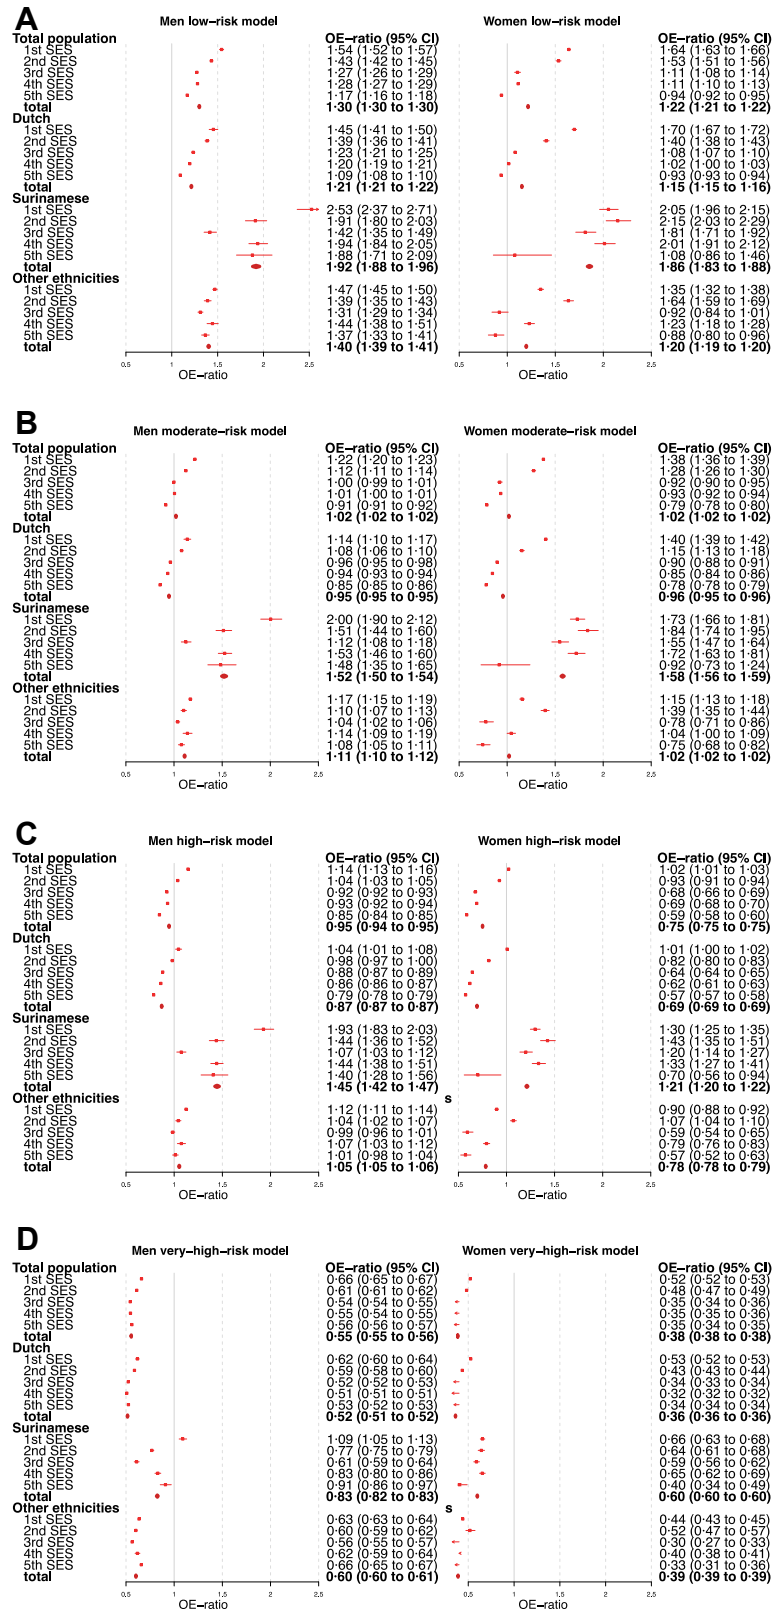 A
Men low−risk model Women low−risk model
Total population OE−ratio (95% CI) OE−ratio (95% CI)
1st SES 1·54 (1·52 to 1·57) 1·64 (1·63 to 1·66)
2nd SES 1·43 (1·42 to 1·45) 1·53 (1·51 to 1·56)
3rd SES 1·27 (1·26 to 1·29) 1·11 (1·08 to 1·14)
4th SES 1·28 (1·27 to 1·29) 1·11 (1·10 to 1·13)
5th SES 1·17 (1·16 to 1·18) 0·94 (0·92 to 0·95)
total 1·30 (1·30 to 1·30) 1·22 (1·21 to 1·22)
Dutch
1st SES 1·45 (1·41 to 1·50) 1·70 (1·67 to 1·72)
2nd SES 1·39 (1·36 to 1·41) 1·40 (1·38 to 1·43)
3rd SES 1·23 (1·21 to 1·25) 1·08 (1·07 to 1·10)
4th SES 1·20 (1·19 to 1·21) 1·02 (1·00 to 1·03)
5th SES 1·09 (1·08 to 1·10) 0·93 (0·93 to 0·94)
total 1·21 (1·21 to 1·22) 1·15 (1·15 to 1·16)
Surinamese
1st SES 2·53 (2·37 to 2·71) 2·05 (1·96 to 2·15)
2nd SES 1·91 (1·80 to 2·03) 2·15 (2·03 to 2·29)
3rd SES 1·42 (1·35 to 1·49) 1·81 (1·71 to 1·92)
4th SES 1·94 (1·84 to 2·05) 2·01 (1·91 to 2·12)
5th SES 1·88 (1·71 to 2·09) 1·08 (0·86 to 1·46)
total 1·92 (1·88 to 1·96) 1·86 (1·83 to 1·88)
Other ethnicities
1st SES 1·47 (1·45 to 1·50) 1·35 (1·32 to 1·38)
2nd SES 1·39 (1·35 to 1·43) 1·64 (1·59 to 1·69)
3rd SES 1·31 (1·29 to 1·34) 0·92 (0·84 to 1·01)
4th SES 1·44 (1·38 to 1·51) 1·23 (1·18 to 1·28)
5th SES 1·37 (1·33 to 1·41) 0·88 (0·80 to 0·96)
total 1·40 (1·39 to 1·41) 1·20 (1·19 to 1·20)
0.5 1 1.5 2 2.5 0.5 1 1.5 2 2.5
OE−ratio OE−ratio
B
Men moderate−risk model Women moderate−risk model
Total population OE−ratio (95% CI) OE−ratio (95% CI)
1st SES 1·22 (1·20 to 1·23) 1·38 (1·36 to 1·39)
2nd SES 1·12 (1·11 to 1·14) 1·28 (1·26 to 1·30)
3rd SES 1·00 (0·99 to 1·01) 0·92 (0·90 to 0·95)
4th SES 1·01 (1·00 to 1·01) 0·93 (0·92 to 0·94)
5th SES 0·91 (0·91 to 0·92) 0·79 (0·78 to 0·80)
total 1·02 (1·02 to 1·02) 1·02 (1·02 to 1·02)
Dutch
1st SES 1·14 (1·10 to 1·17) 1·40 (1·39 to 1·42)
2nd SES 1·08 (1·06 to 1·10) 1·15 (1·13 to 1·18)
3rd SES 0·96 (0·95 to 0·98) 0·90 (0·88 to 0·91)
4th SES 0·94 (0·93 to 0·94) 0·85 (0·84 to 0·86)
5th SES 0·85 (0·85 to 0·86) 0·78 (0·78 to 0·79)
total 0·95 (0·95 to 0·95) 0·96 (0·95 to 0·96)
Surinamese
1st SES 2·00 (1·90 to 2·12) 1·73 (1·66 to 1·81)
2nd SES 1·51 (1·44 to 1·60) 1·84 (1·74 to 1·95)
3rd SES 1·12 (1·08 to 1·18) 1·55 (1·47 to 1·64)
4th SES 1·53 (1·46 to 1·60) 1·72 (1·63 to 1·81)
5th SES 1·48 (1·35 to 1·65) 0·92 (0·73 to 1·24)
total 1·52 (1·50 to 1·54) 1·58 (1·56 to 1·59)
Other ethnicities
1st SES 1·17 (1·15 to 1·19) 1·15 (1·13 to 1·18)
2nd SES 1·10 (1·07 to 1·13) 1·39 (1·35 to 1·44)
3rd SES 1·04 (1·02 to 1·06) 0·78 (0·71 to 0·86)
4th SES 1·14 (1·09 to 1·19) 1·04 (1·00 to 1·09)
5th SES 1·08 (1·05 to 1·11) 0·75 (0·68 to 0·82)
total 1·11 (1·10 to 1·12) 1·02 (1·02 to 1·02)
0.5 1 1.5 2 2.5 0.5 1 1.5 2 2.5
OE−ratio OE−ratio
C
Men high−risk model Women high−risk model
Total population OE−ratio (95% CI) OE−ratio (95% CI)
1st SES 1·14 (1·13 to 1·16) 1·02 (1·01 to 1·03)
2nd SES 1·04 (1·03 to 1·05) 0·93 (0·91 to 0·94)
3rd SES 0·92 (0·92 to 0·93) 0·68 (0·66 to 0·69)
4th SES 0·93 (0·92 to 0·94) 0·69 (0·68 to 0·70)
5th SES 0·85 (0·84 to 0·85) 0·59 (0·58 to 0·60)
total 0·95 (0·94 to 0·95) 0·75 (0·75 to 0·75)
Dutch
1st SES 1·04 (1·01 to 1·08) 1·01 (1·00 to 1·02)
2nd SES 0·98 (0·97 to 1·00) 0·82 (0·80 to 0·83)
3rd SES 0·88 (0·87 to 0·89) 0·64 (0·64 to 0·65)
4th SES 0·86 (0·86 to 0·87) 0·62 (0·61 to 0·63)
5th SES 0·79 (0·78 to 0·79) 0·57 (0·57 to 0·58)
total 0·87 (0·87 to 0·87) 0·69 (0·69 to 0·69)
Surinamese
1st SES 1·93 (1·83 to 2·03) 1·30 (1·25 to 1·35)
2nd SES 1·44 (1·36 to 1·52) 1·43 (1·35 to 1·51)
3rd SES 1·07 (1·03 to 1·12) 1·20 (1·14 to 1·27)
4th SES 1·44 (1·38 to 1·51) 1·33 (1·27 to 1·41)
5th SES 1·40 (1·28 to 1·56) 0·70 (0·56 to 0·94)
total 1·45 (1·42 to 1·47) 1·21 (1·20 to 1·22)
Other ethnicities s
1st SES 1·12 (1·11 to 1·14) 0·90 (0·88 to 0·92)
2nd SES 1·04 (1·02 to 1·07) 1·07 (1·04 to 1·10)
3rd SES 0·99 (0·96 to 1·01) 0·59 (0·54 to 0·65)
4th SES 1·07 (1·03 to 1·12) 0·79 (0·76 to 0·83)
5th SES 1·01 (0·98 to 1·04) 0·57 (0·52 to 0·63)
total 1·05 (1·05 to 1·06) 0·78 (0·78 to 0·79)
0.5 1 1.5 2 2.5 0.5 1 1.5 2 2.5
OE−ratio OE−ratio
D
Men very−high−risk model Women very−high−risk model
Total population OE−ratio (95% CI) OE−ratio (95% CI)
1st SES 0·66 (0·65 to 0·67) 0·52 (0·52 to 0·53)
2nd SES 0·61 (0·61 to 0·62) 0·48 (0·47 to 0·49)
3rd SES 0·54 (0·54 to 0·55) 0·35 (0·34 to 0·36)
4th SES 0·55 (0·54 to 0·55) 0·35 (0·35 to 0·36)
5th SES 0·56 (0·56 to 0·57) 0·35 (0·34 to 0·35)
total 0·55 (0·55 to 0·56) 0·38 (0·38 to 0·38)
Dutch
1st SES 0·62 (0·60 to 0·64) 0·53 (0·52 to 0·53)
2nd SES 0·59 (0·58 to 0·60) 0·43 (0·43 to 0·44)
3rd SES 0·52 (0·52 to 0·53) 0·34 (0·33 to 0·34)
4th SES 0·51 (0·51 to 0·51) 0·32 (0·32 to 0·32)
5th SES 0·53 (0·52 to 0·53) 0·34 (0·34 to 0·34)
total 0·52 (0·51 to 0·52) 0·36 (0·36 to 0·36)
Surinamese
1st SES 1·09 (1·05 to 1·13) 0·66 (0·63 to 0·68)
2nd SES 0·77 (0·75 to 0·79) 0·64 (0·61 to 0·68)
3rd SES 0·61 (0·59 to 0·64) 0·59 (0·56 to 0·62)
4th SES 0·83 (0·80 to 0·86) 0·65 (0·62 to 0·69)
5th SES 0·91 (0·86 to 0·97) 0·40 (0·34 to 0·49)
total 0·83 (0·82 to 0·83) 0·60 (0·60 to 0·60)
Other ethnicities s
1st SES 0·63 (0·63 to 0·64) 0·44 (0·43 to 0·45)
2nd SES 0·60 (0·59 to 0·62) 0·52 (0·47 to 0·57)
3rd SES 0·56 (0·55 to 0·57) 0·30 (0·27 to 0·33)
4th SES 0·62 (0·59 to 0·64) 0·40 (0·38 to 0·41)
5th SES 0·66 (0·65 to 0·67) 0·33 (0·31 to 0·36)
total 0·60 (0·60 to 0·61) 0·39 (0·39 to 0·39)
0.5 1 1.5 2 2.5 0.5 1 1.5 2 2.5
OE−ratio OE−ratio